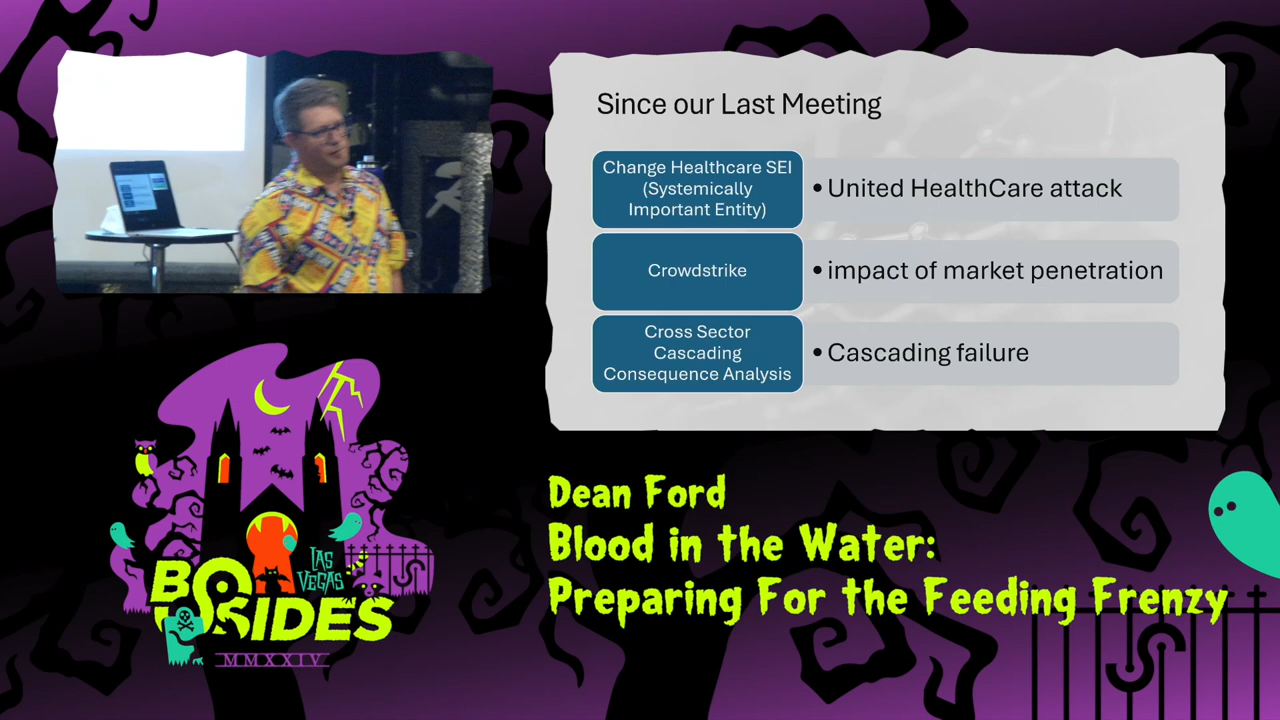 Since our Last Meeting
Change Healthcare SEI
(Systemically
Important Entity)
• United HealthCare attack
Crowdstrike
• impact of market penetration
Cross Sector
Cascading
Consequence Analysis
• Cascading failure
Dean Ford
Blood in the Water:
Preparing For the Feeding Frenzy
LAS
VEGAS
BSIDES
MMXXIV